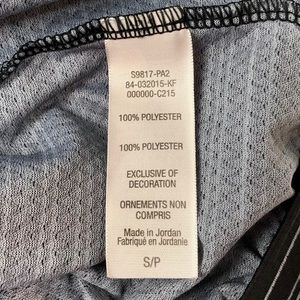 S9817-PA2
84-032015-KF
000000-C215
100% POLYESTER
100% POLYESTER
EXCLUSIVE OF
DECORATION
ORNEMENTS NON
COMPRIS
Made in Jordan
Fabriqué en Jordanie
S/P